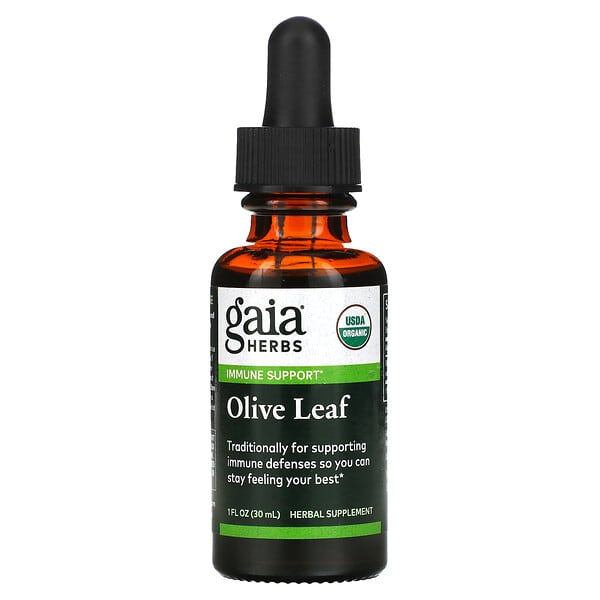 gaia®
HERBS
USDA
ORGANIC
IMMUNE SUPPORT*
Olive Leaf
Traditionally for supporting
immune defenses so you can
stay feeling your best*
1 FL OZ (30 mL) HERBAL SUPPLEMENT